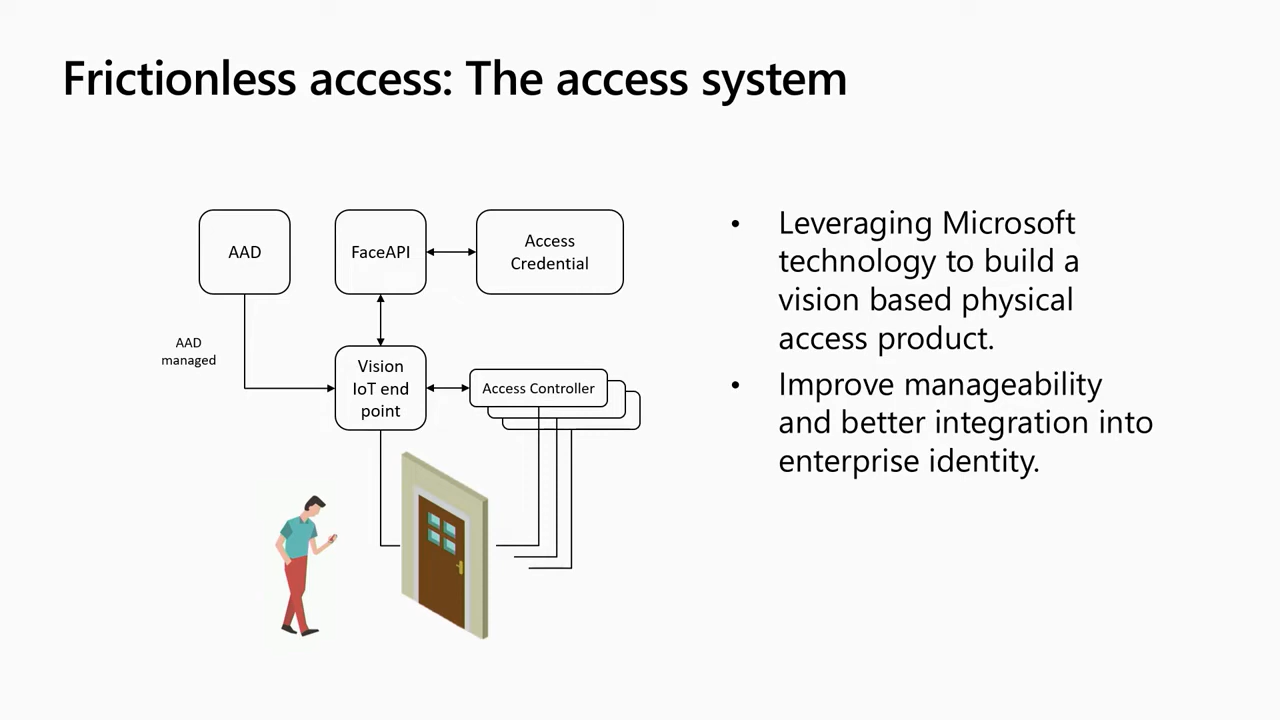 Frictionless access: The access system
AAD
FaceAPI
Access
Credential
AAD
managed
Vision
IoT end
point
Access Controller
• Leveraging Microsoft
technology to build a
vision based physical
access product.
• Improve manageability
and better integration into
enterprise identity.